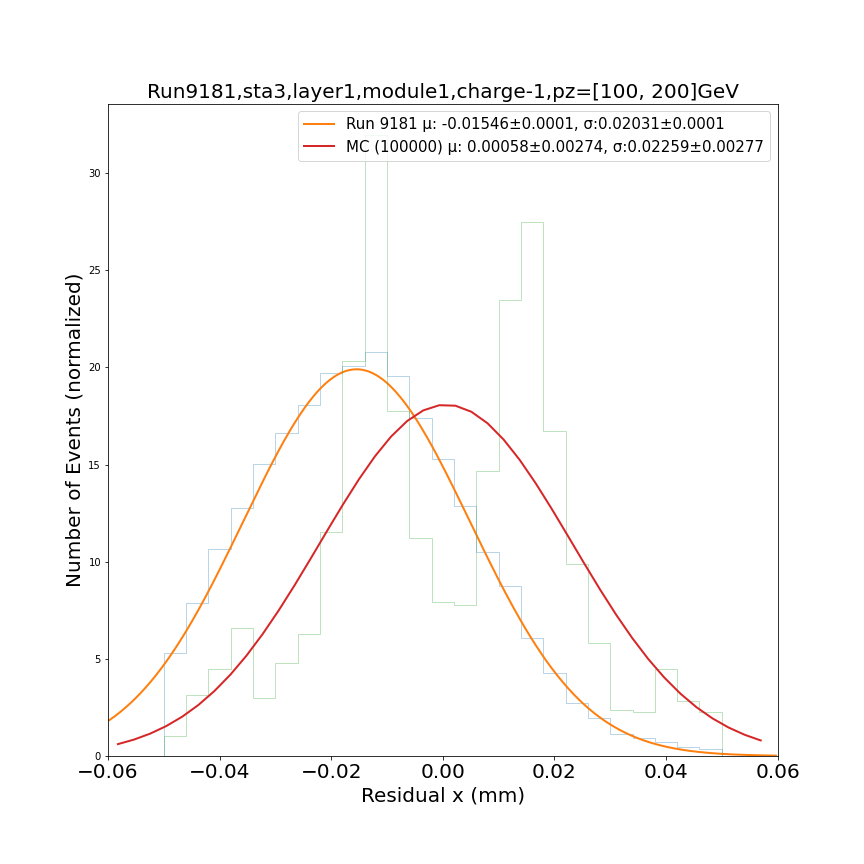 Run9181,sta3,layer1,module1,charge-1,pz=[100, 200]GeV
Run 9181 μ: -0.01546±0.0001, σ:0.02031±0.0001
MC (100000) μ: 0.00058±0.00274, σ:0.02259±0.00277
Number of Events (normalized)
30
25
20
15
10
5
0
−0.06 −0.04 −0.02 0.00 0.02 0.04 0.06
Residual x (mm)